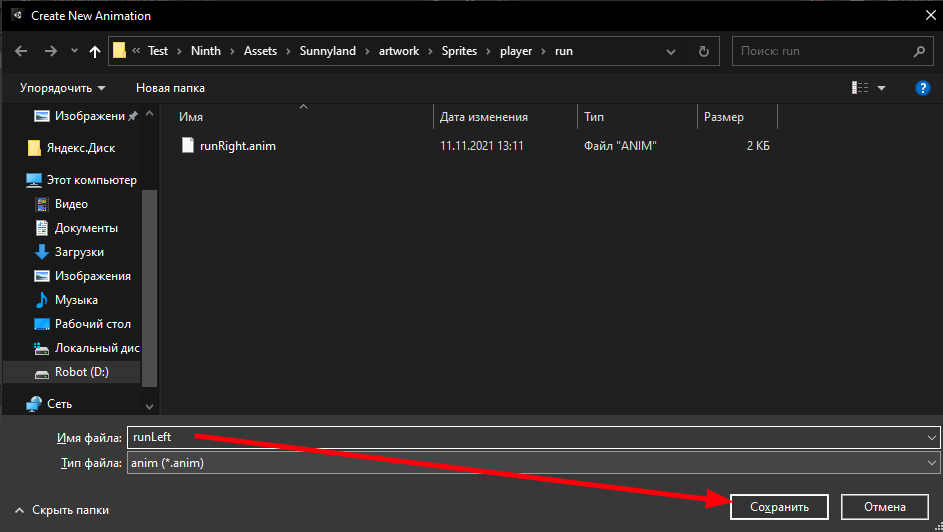 Create New Animation
« Test › Ninth › Assets › Sunnyland › artwork › Sprites › player › run
Поиск: run
Упорядочить
Новая папка
?
Изображени
Яндекс.Диск
Этот компьютер
Видео
Документы
Загрузки
Изображения
Музыка
Рабочий стол
Локальный дис
Robot (D:)
Сеть
Имя Дата изменения Тип Размер
runRight.anim 11.11.2021 13:11 Файл "ANIM" 2 КБ
Имя файла: runLeft
Тип файла: anim (*.anim)
Скрыть папки
Сохранить
Отмена